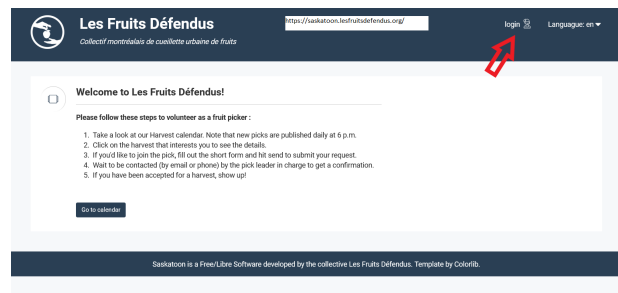 Les Fruits Défendus
https://saskatoon.lesfruitsdefendus.org/
login
Languague: en
Collectif montréalais de cueillette urbaine de fruits
Welcome to Les Fruits Défendus!
Please follow these steps to volunteer as a fruit picker :
1. Take a look at our Harvest calendar. Note that new picks are published daily at 6 p.m.
2. Click on the harvest that interests you to see the details.
3. If you'd like to join the pick, fill out the short form and hit send to submit your request.
4. Wait to be contacted (by email or phone) by the pick leader in charge to get a confirmation.
5. If you have been accepted for a harvest, show up!
Go to calendar
Saskatoon is a Free/Libre Software developed by the collective Les Fruits Défendus. Template by Colorlib.